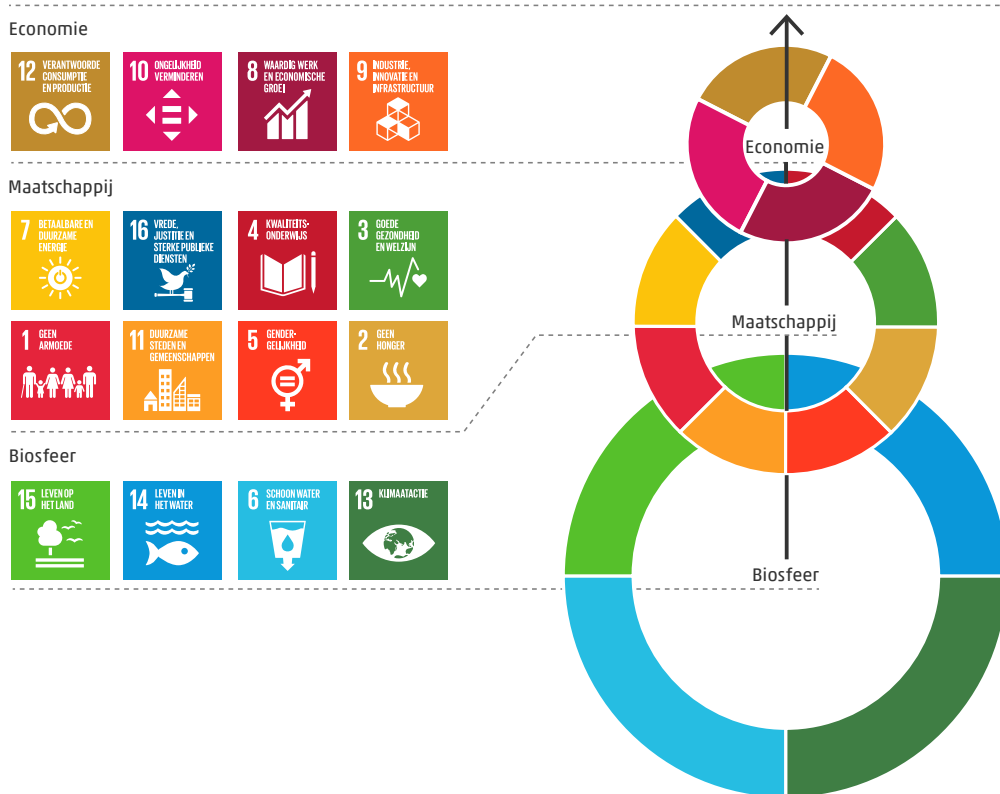 Economie
12 VERANTWOORDE
CONSUMPTIE
EN PRODUCTIE
10 ONGELIJKHEID
VERMINDEREN
8 WAARDIG WERK
EN ECONOMISCHE
GROEI
9 INDUSTRIE,
INNOVATIE EN
INFRASTRUCTUUR
Economie
Maatschappij
7 BETAALBARE EN
DUURZAME
ENERGIE
16 VREDE,
JUSTITIE EN
STERKE PUBLIEKE
DIENSTEN
4 KWALITEITS-
ONDERWIJS
3 GOEDE
GEZONDHEID
EN WELZIJN
1 GEEN
ARMOEDE
11 DUURZAME
STEDEN EN
GEMEENSCHAPPEN
5 GENDER-
GELIJKHEID
2 GEEN
HONGER
Maatschappij
Biosfeer
15 LEVEN OP
HET LAND
14 LEVEN IN
HET WATER
6 SCHOON WATER
EN SANITAIR
13 KLIMAATACTIE
Biosfeer